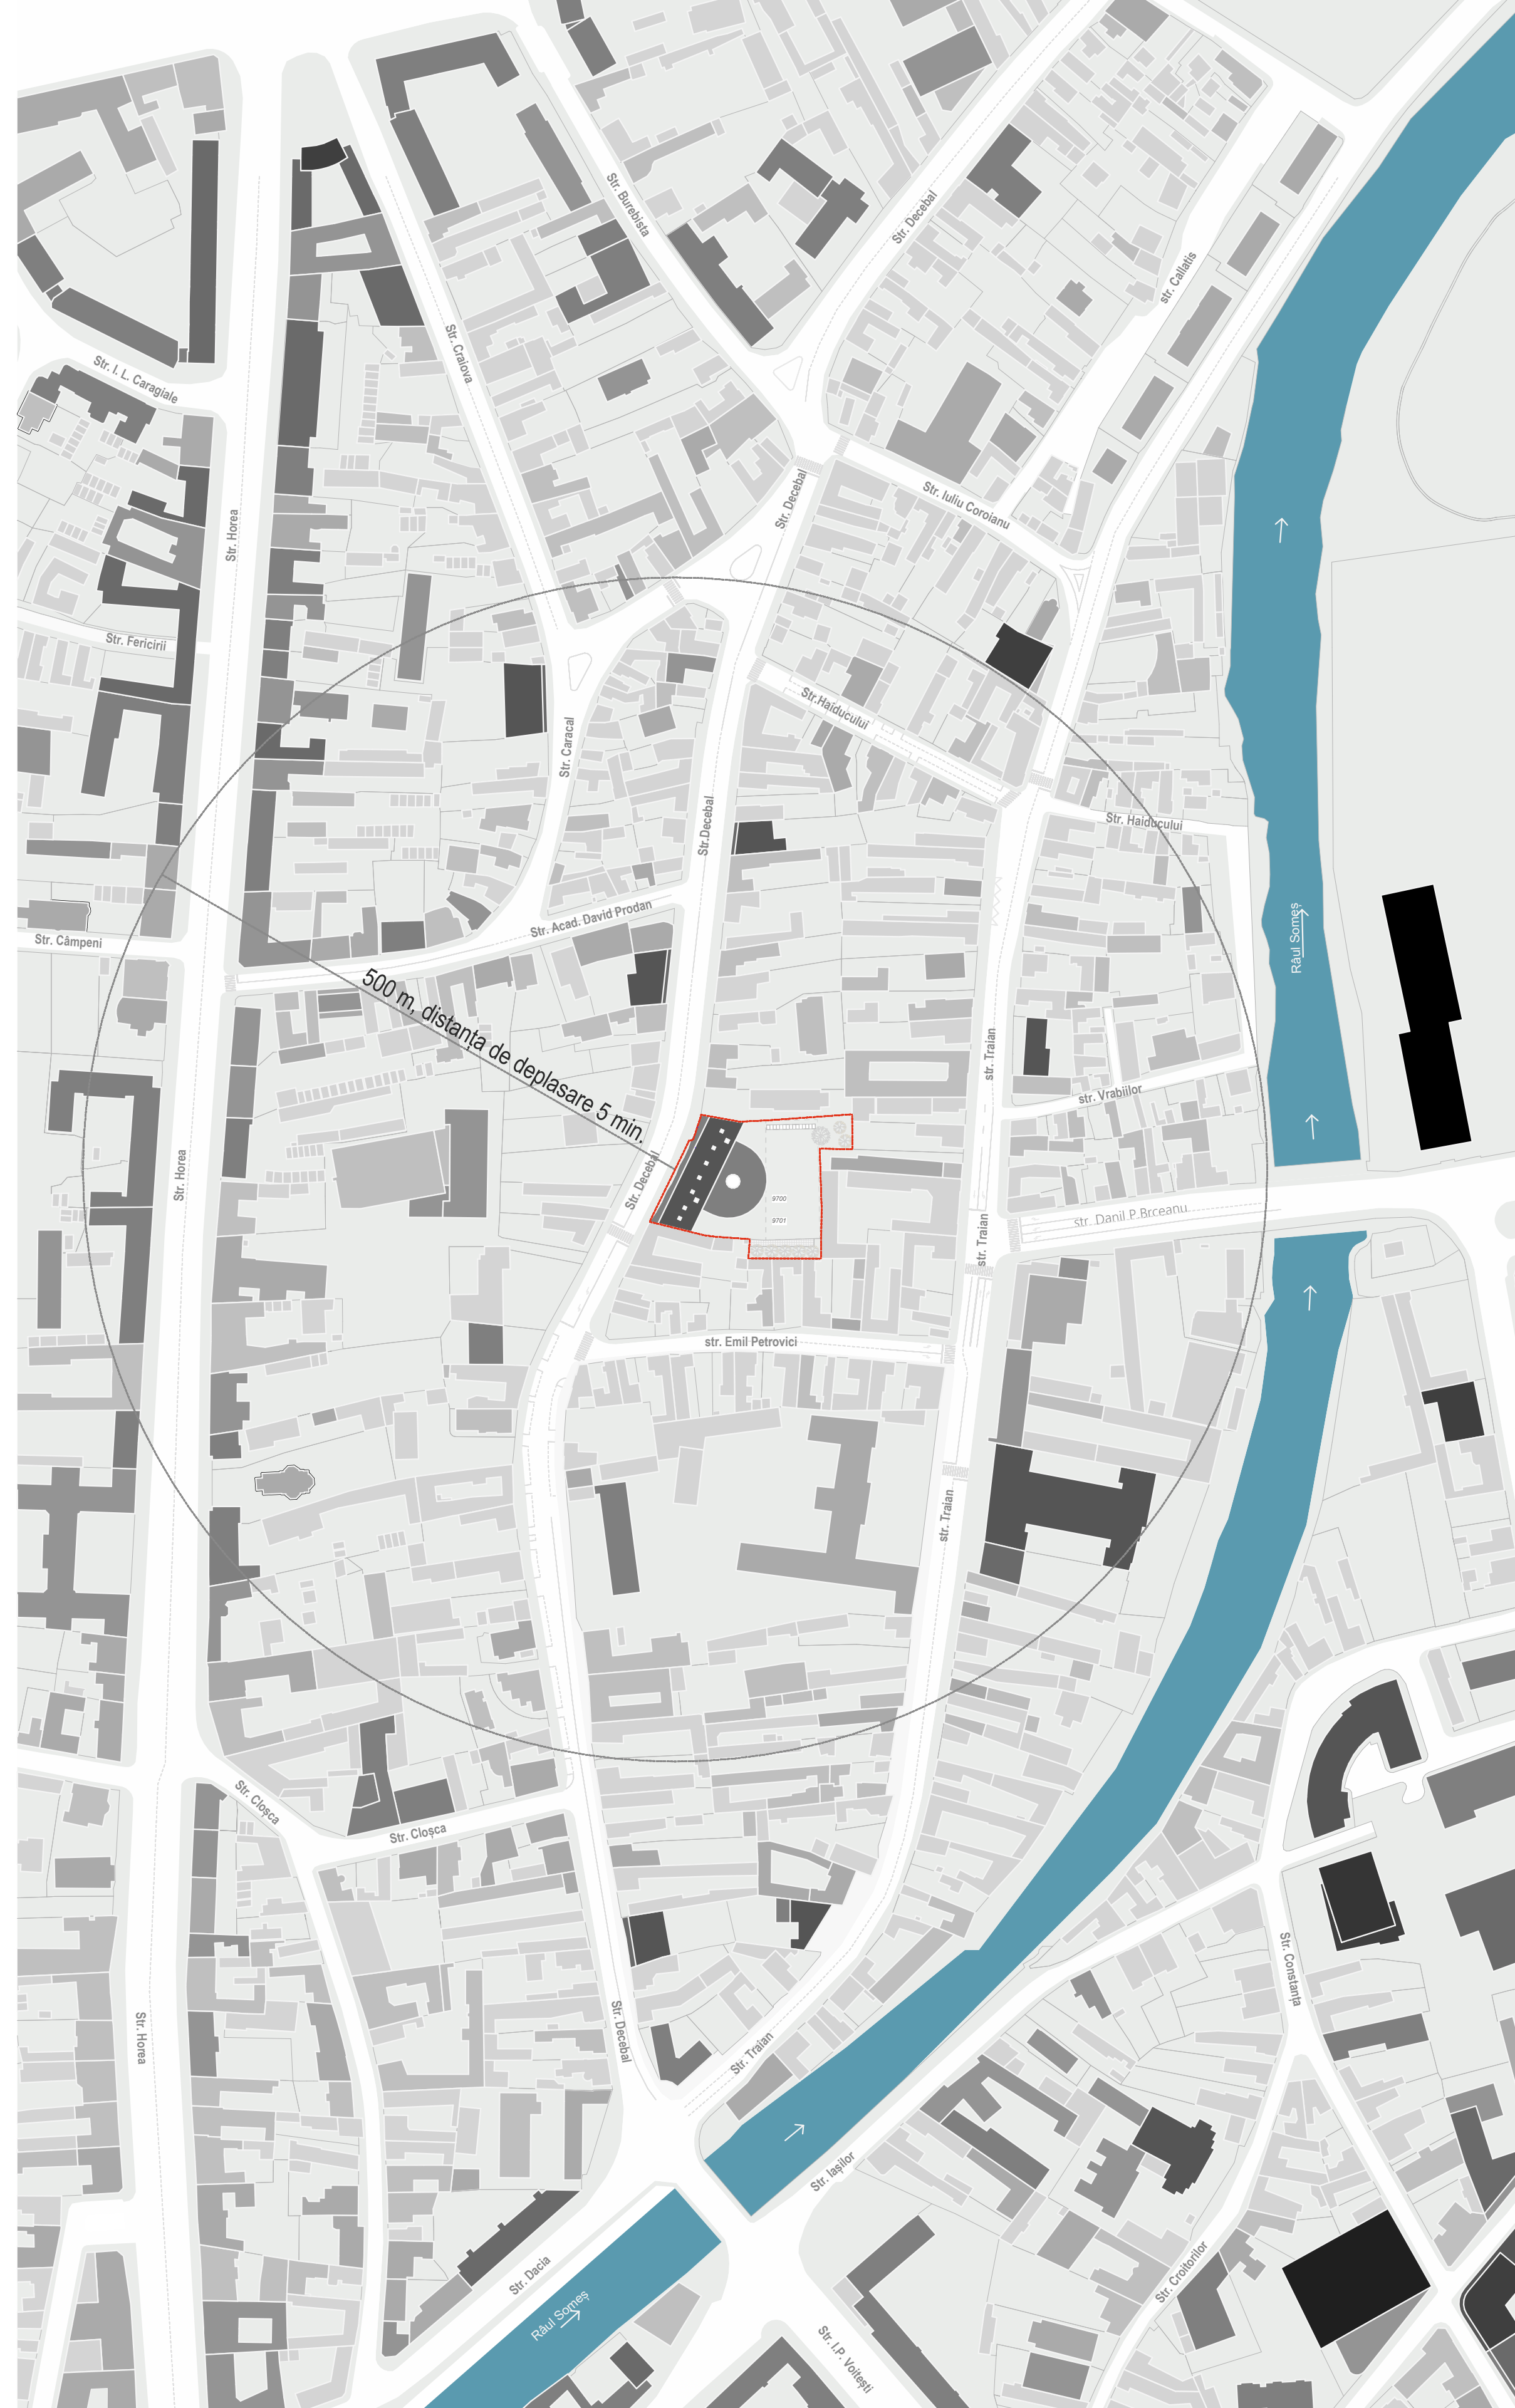 Str. Burebista
Str. Decebal
str. Callatis
Str. Craiova
Str. I. L. Caragiale
Str. Decebal
Str. Iuliu Coroianu
Str. Horea
Str. Fericirii
Str.Haiducului
Str. Caracal
Str.Decebal
Str. Haiducului
Str. Acad. David Prodan
Str. Câmpeni
Râul Someș
500 m, distanța de deplasare 5 min.
str. Traian
str. Vrabiilor
Str. Horea
Str. Decebal
9700
9701
str. Traian
str. Danil P.Brceanu
str. Emil Petrovici
str. Traian
Str. Cloșca
Str. Cloșca
Str. Constanța
Str. Horea
Str. Decebal
Str. Traian
Str. Iașilor
Str. Dacia
Râul Someș
Str. Croitorilor
Str. I.P. Voitești